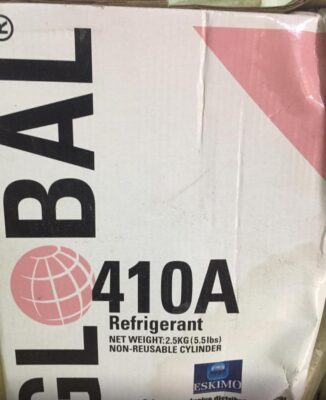 GLOBAL®
410A
Refrigerant
NET WEIGHT:2.5KG(5.5lbs)
NON-REUSABLE CYLINDER
ESKIMO